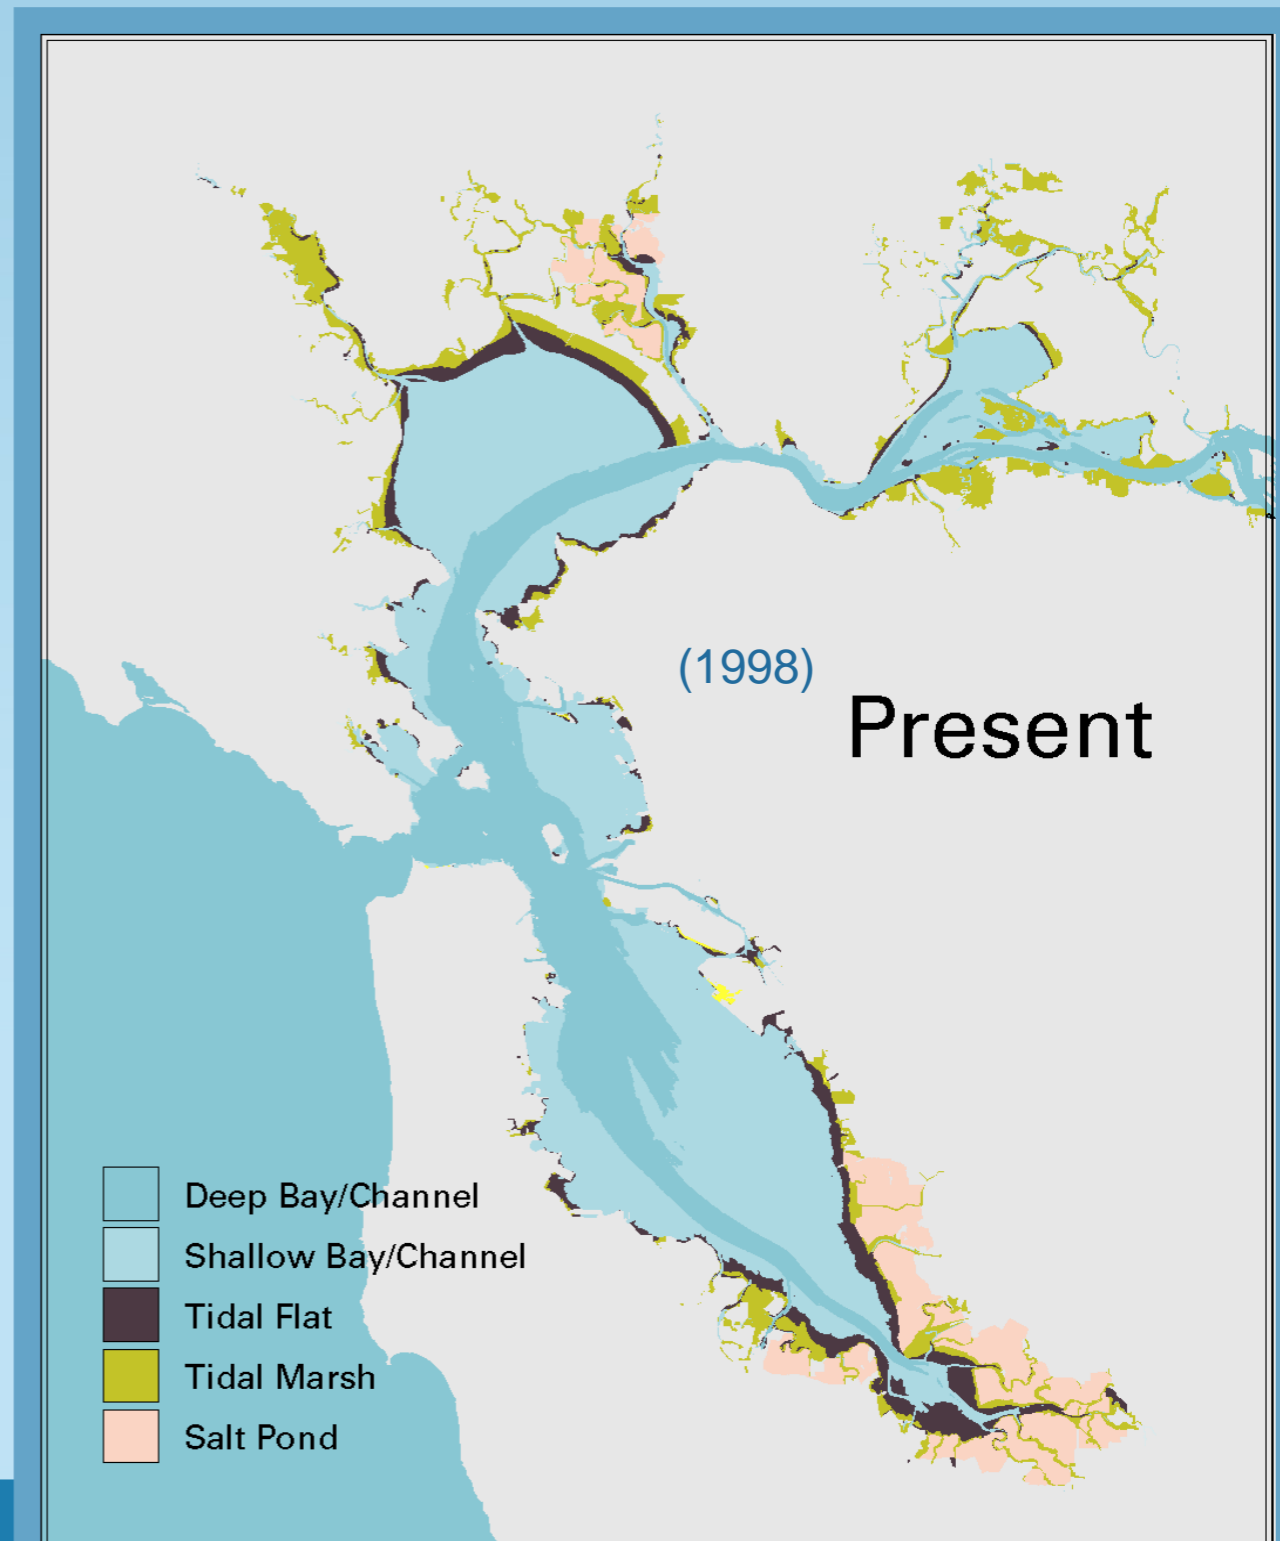 (1998)
Present
Deep Bay/Channel
Shallow Bay/Channel
Tidal Flat
Tidal Marsh
Salt Pond